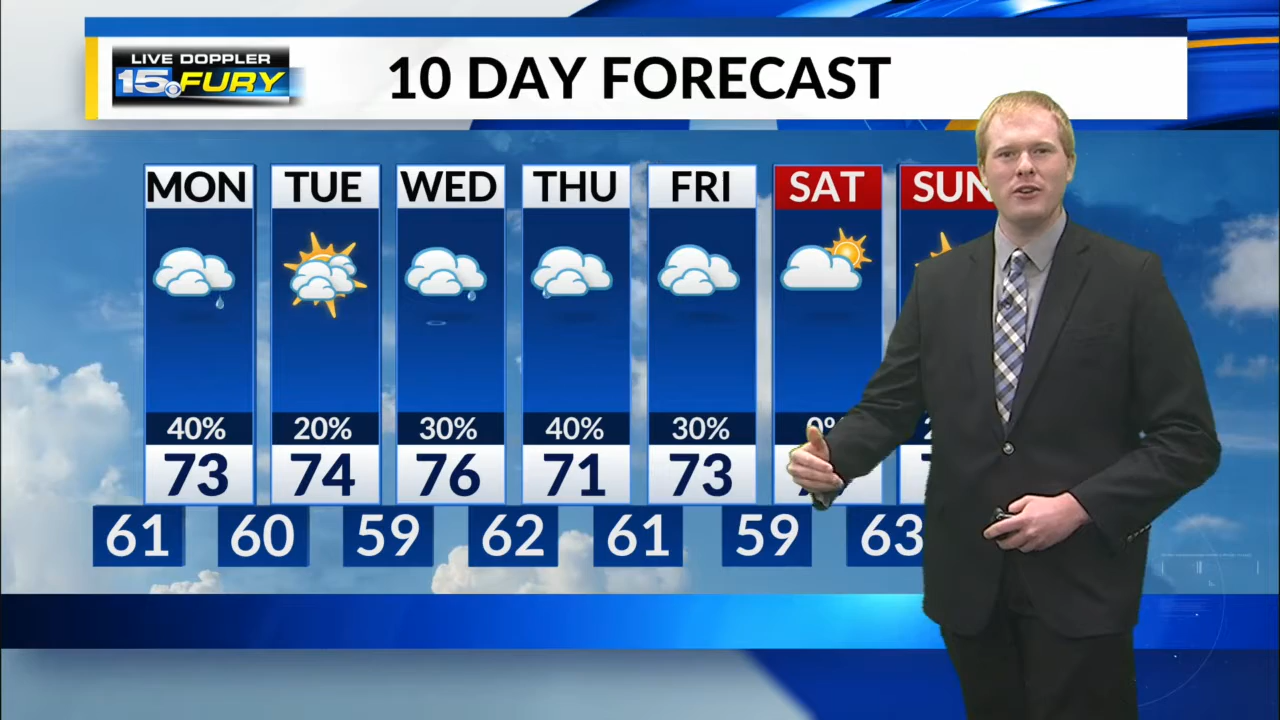 LIVE DOPPLER
15 FURY
10 DAY FORECAST
MON TUE WED THU FRI SAT SUN
40% 20% 30% 40% 30%
73 74 76 71 73
61 60 59 62 61 59 63